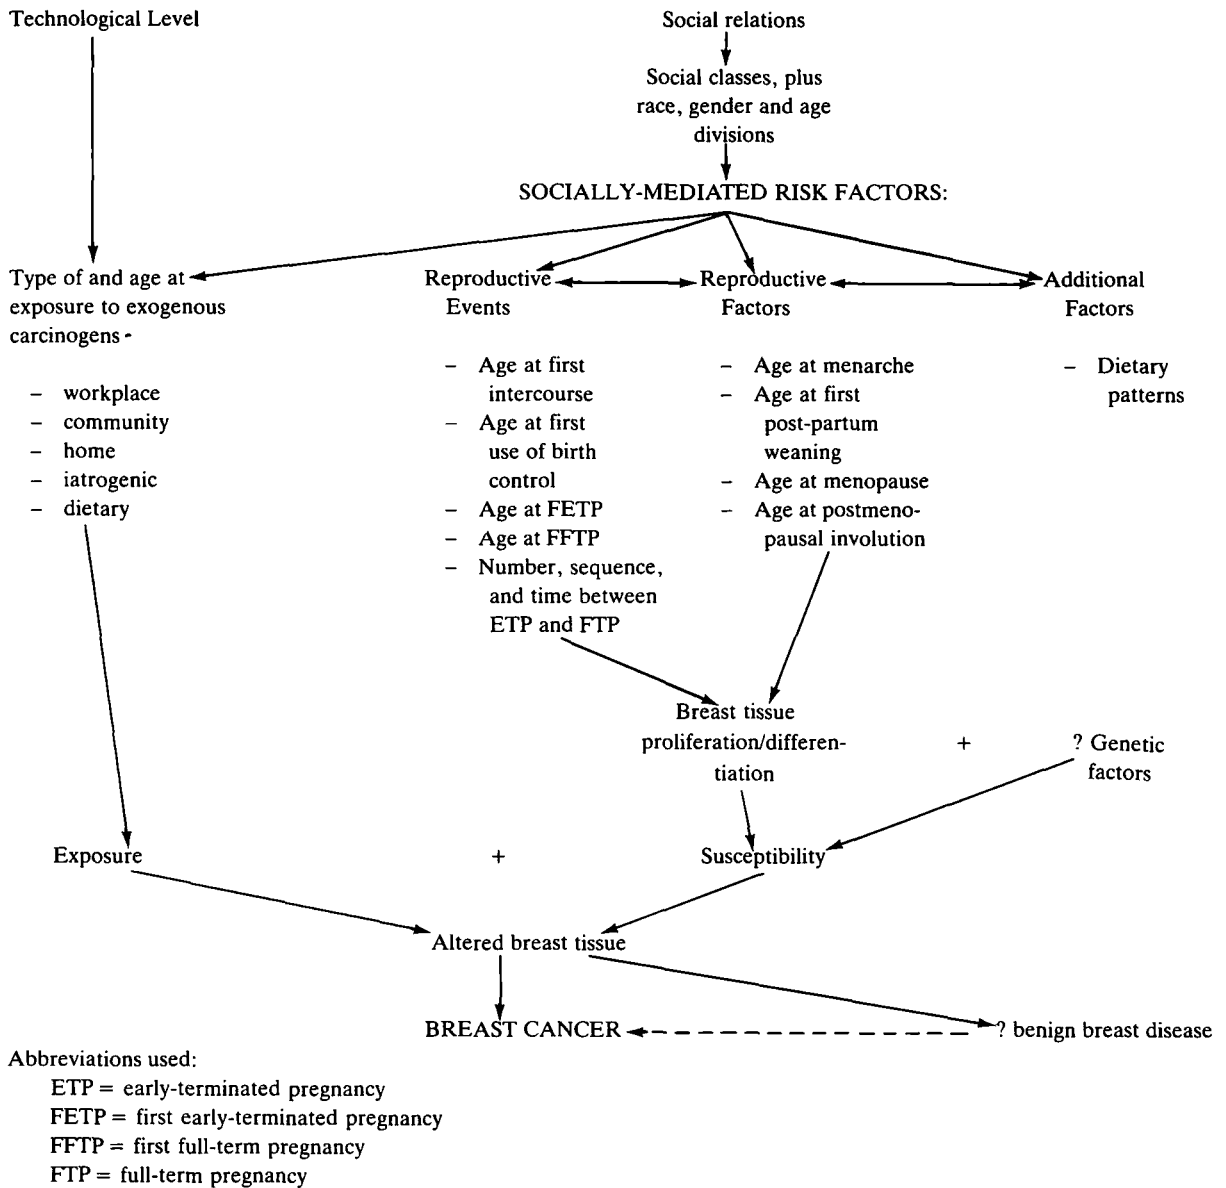 Technological Level
Social relations
Social classes, plus
race, gender and age
divisions
SOCIALLY-MEDIATED RISK FACTORS:
Type of and age at
exposure to exogenous
carcinogens -
- workplace
- community
- home
- iatrogenic
- dietary
Reproductive
Events
- Age at first
intercourse
- Age at first
use of birth
control
- Age at FETP
- Age at FFTP
- Number, sequence,
and time between
ETP and FTP
Reproductive
Factors
- Age at menarche
- Age at first
post-partum
weaning
- Age at menopause
- Age at postmeno-
pausal involution
Additional
Factors
- Dietary
patterns
Breast tissue
proliferation/differen-
tiation
+
? Genetic
factors
Exposure
+
Susceptibility
Altered breast tissue
BREAST CANCER
? benign breast disease
Abbreviations used:
ETP = early-terminated pregnancy
FETP = first early-terminated pregnancy
FFTP = first full-term pregnancy
FTP = full-term pregnancy